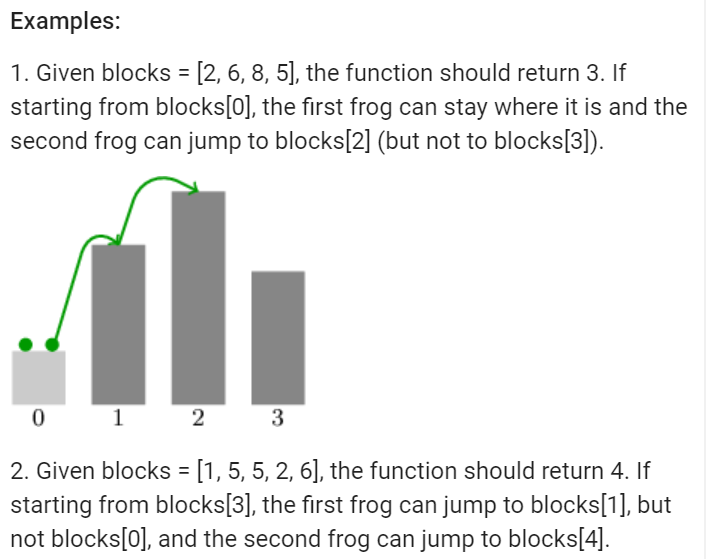 Examples:
1. Given blocks = [2, 6, 8, 5], the function should return 3. If
starting from blocks[0], the first frog can stay where it is and the
second frog can jump to blocks[2] (but not to blocks[3]).
0 1 2 3
2. Given blocks = [1, 5, 5, 2, 6], the function should return 4. If
starting from blocks[3], the first frog can jump to blocks[1], but
not blocks[0], and the second frog can jump to blocks[4].